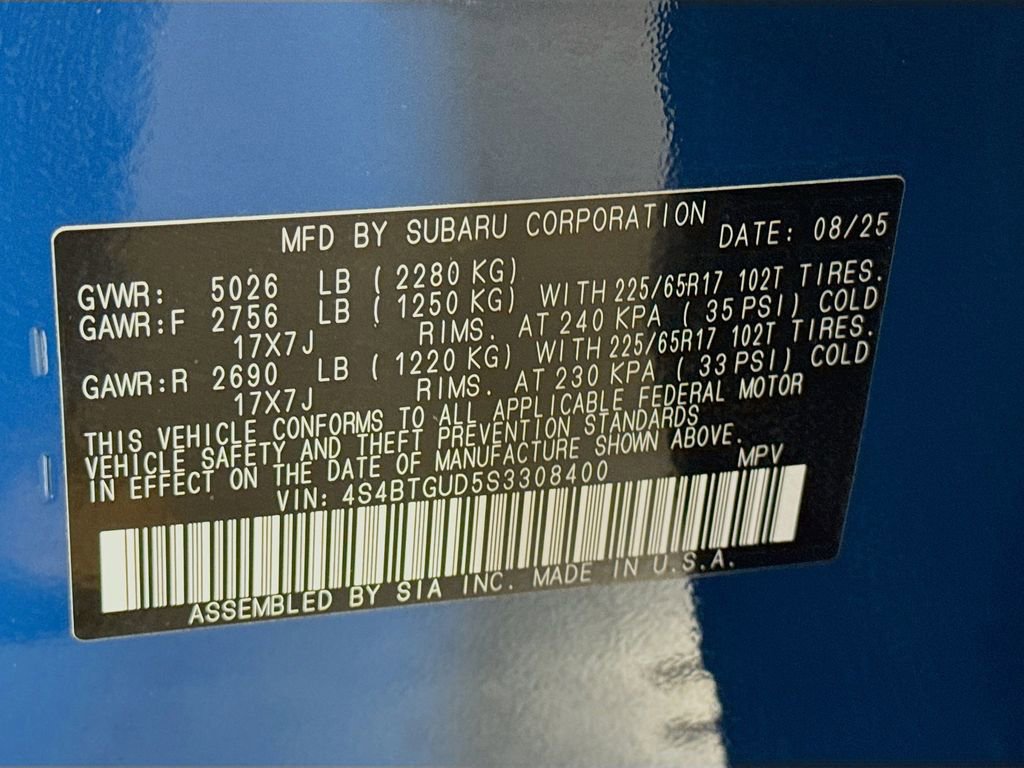 MFD BY SUBARU CORPORATION DATE: 08/25
GVWR: 5026 LB ( 2280 KG)
GAWR:F 2756 LB ( 1250 KG) WITH 225/65R17 102T TIRES.
17X7J RIMS. AT 240 KPA ( 35 PSI) COLD
GAWR:R 2690 LB ( 1220 KG) WITH 225/65R17 102T TIRES.
17X7J RIMS. AT 230 KPA ( 33 PSI) COLD
THIS VEHICLE CONFORMS TO ALL APPLICABLE FEDERAL MOTOR
VEHICLE SAFETY AND THEFT PREVENTION STANDARDS
IN EFFECT ON THE DATE OF MANUFACTURE SHOWN ABOVE.
VIN: 4S4BTGUD5S3308400 MPV
ASSEMBLED BY SIA INC. MADE IN U.S.A.